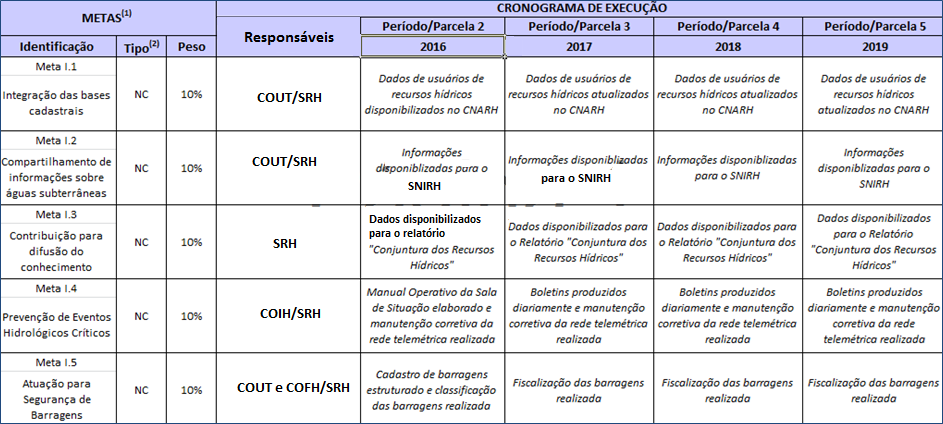 METAS(1)
CRONOGRAMA DE EXECUÇÃO
Responsáveis
Período/Parcela 2
Período/Parcela 3
Período/Parcela 4
Período/Parcela 5
Identificação
Tipo(2)
Peso
2016
2017
2018
2019
Meta I.1
Integração das bases
cadastrais
NC
10%
COUT/SRH
Dados de usuários de
recursos hídricos
disponibilizados no CNARH
Dados de usuários de
recursos hídricos atualizados
no CNARH
Dados de usuários de
recursos hídricos atualizados
no CNARH
Dados de usuários de
recursos hídricos
atualizados no CNARH
Meta I.2
Compartilhamento de
informações sobre
águas subterrâneas
NC
10%
COUT/SRH
Informações
disponiblizadas para o
SNIRH
Informações disponiblizadas
para o SNIRH
Informações disponiblizadas
para o SNIRH
Informações
disponiblizadas para o
SNIRH
Meta I.3
Contribuição para
difusão do
conhecimento
NC
10%
SRH
Dados disponibilizados
para o relatório
"Conjuntura dos Recursos
Hídricos"
Dados disponibilizados para
o Relatório "Conjuntura dos
Recursos Hídricos"
Dados disponibilizados para
o Relatório "Conjuntura dos
Recursos Hídricos"
Dados disponibilizados
para o Relatório
"Conjuntura dos Recursos
Hídricos"
Meta I.4
Prevenção de Eventos
Hidrológicos Críticos
NC
10%
COIH/SRH
Manual Operativo da Sala
de Situação elaborado e
manutenção corretiva da
rede telemétrica realizada
Boletins produzidos
diariamente e manutenção
corretiva da rede telemétrica
realizada
Boletins produzidos
diariamente e manutenção
corretiva da rede telemétrica
realizada
Boletins produzidos
diariamente e manutenção
corretiva da rede
telemétrica realizada
Meta I.5
Atuação para
Segurança de
Barragens
NC
10%
COUT e COFH/SRH
Cadastro de barragens
estruturado e classificação
das barragens realizada
Fiscalização das barragens
realizada
Fiscalização das barragens
realizada
Fiscalização das barragens
realizada